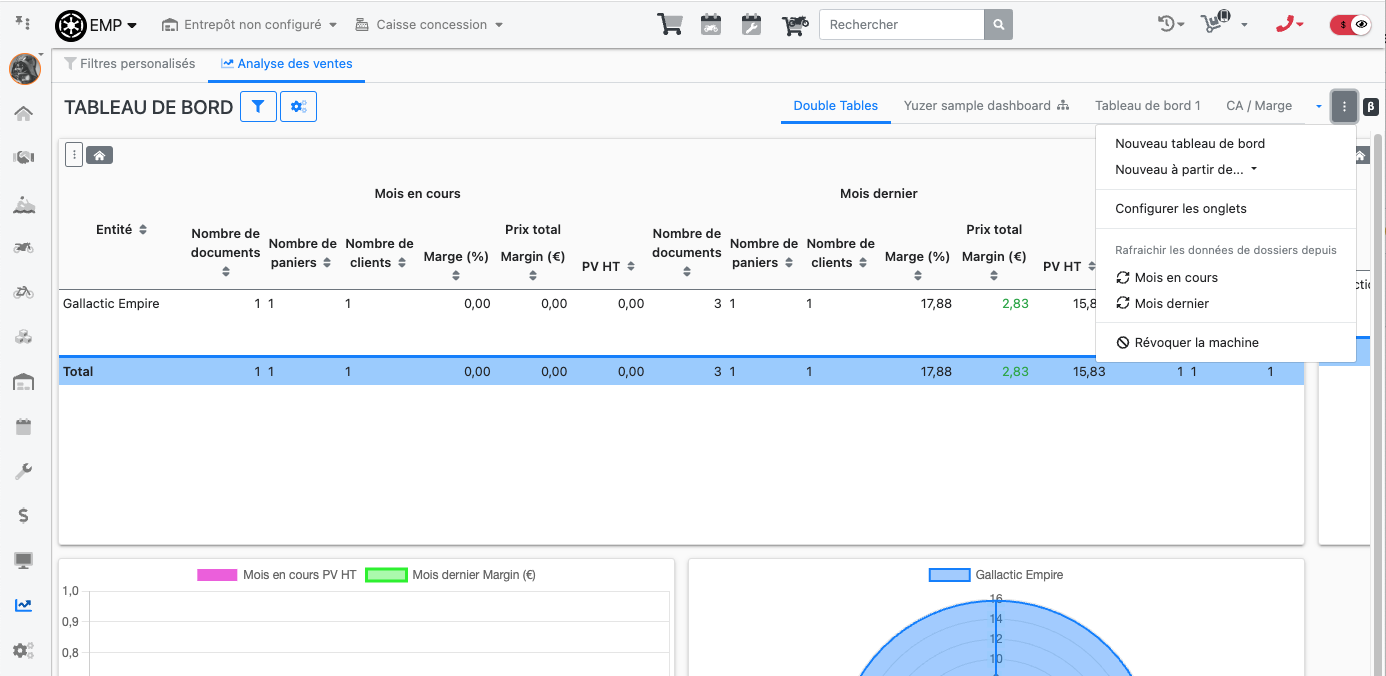 EMP
Entrepôt non configuré
Caisse concession
Rechercher
$
Filtres personalisés
Analyse des ventes
TABLEAU DE BORD
Double Tables
Yuzer sample dashboard
Tableau de bord 1
CA / Marge
β
Nouveau tableau de bord
Nouveau à partir de...
Configurer les onglets
Rafraichir les données de dossiers depuis
Mois en cours
Mois dernier
Révoquer la machine
Mois en cours
Mois dernier
Entité
Nombre de documents
Nombre de paniers
Nombre de clients
Marge (%)
Prix total
Margin (€)
PV HT
Nombre de documents
Nombre de paniers
Nombre de clients
Marge (%)
Prix total
Margin (€)
PV HT
Gallactic Empire 1 1 1 0,00 0,00 0,00 3 1 1 17,88 2,83 15,8
Total 1 1 1 0,00 0,00 0,00 3 1 1 17,88 2,83 15,83 1 1 1
$
Mois en cours PV HT
Mois dernier Margin (€)
1,0
0,9
0,8
Gallactic Empire
16
14
12
10